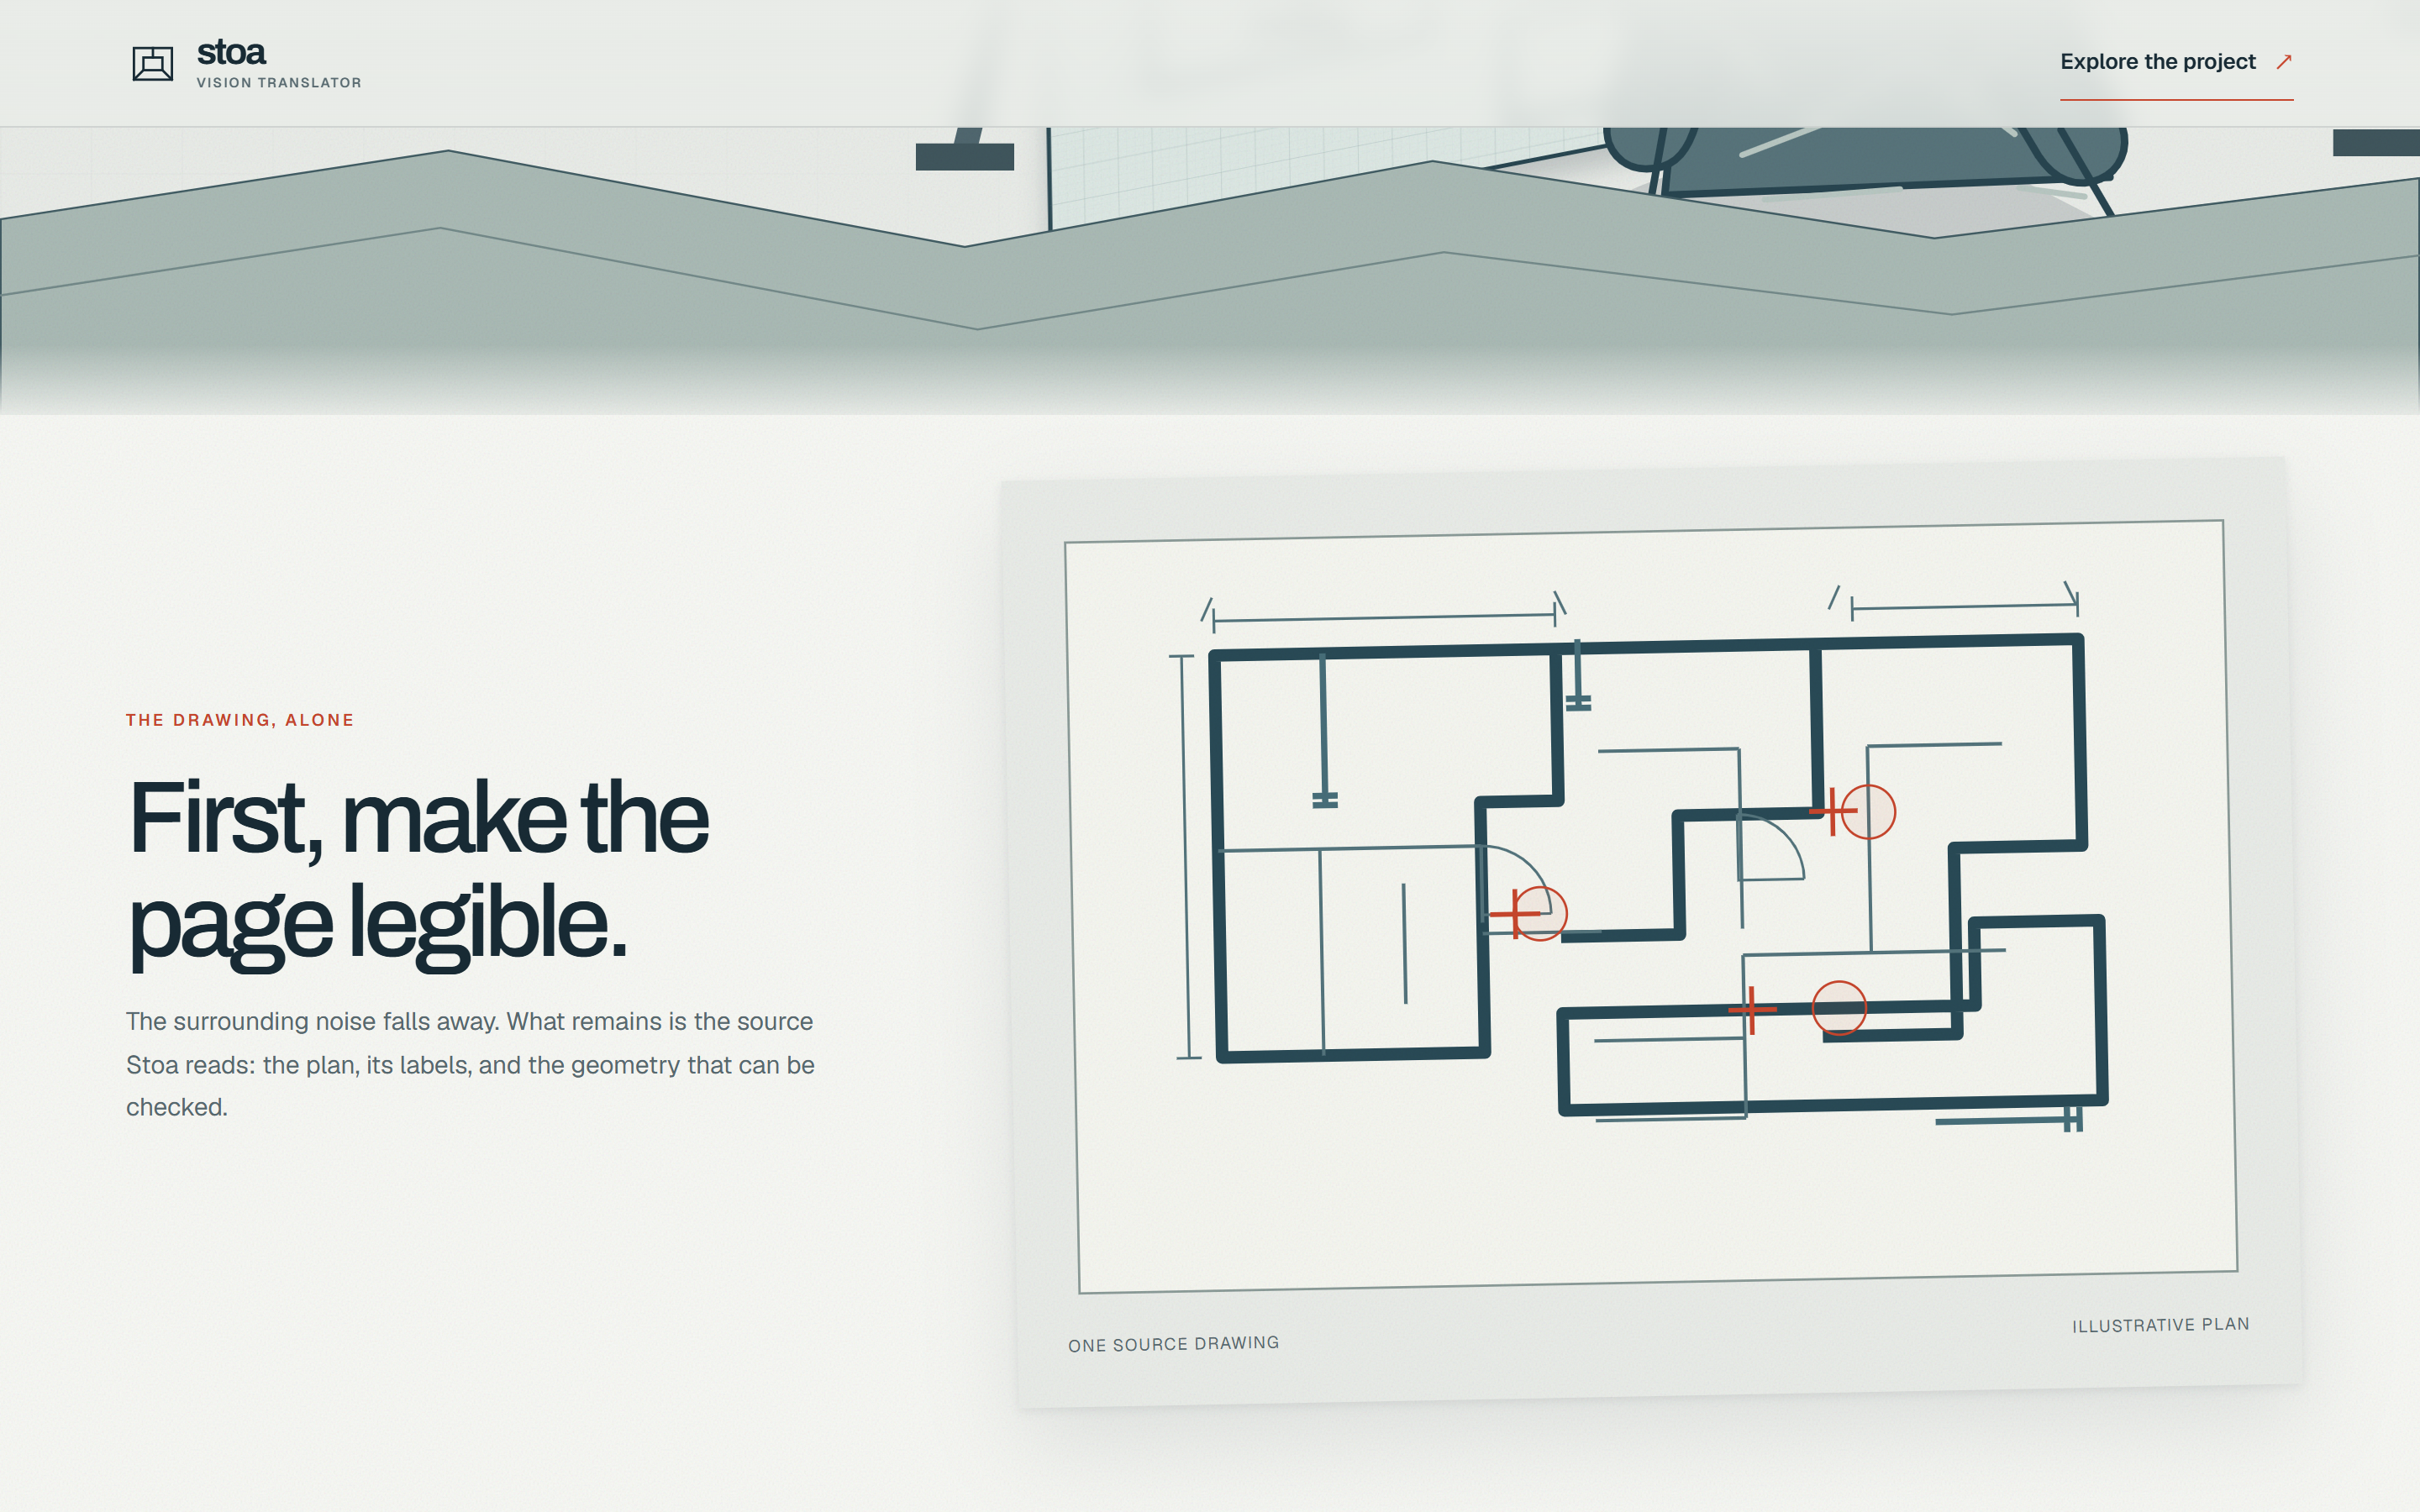 stoa
VISION TRANSLATOR
Explore the project ↗
THE DRAWING, ALONE
First, make the
page legible.
The surrounding noise falls away. What remains is the source
Stoa reads: the plan, its labels, and the geometry that can be
checked.
ONE SOURCE DRAWING
ILLUSTRATIVE PLAN